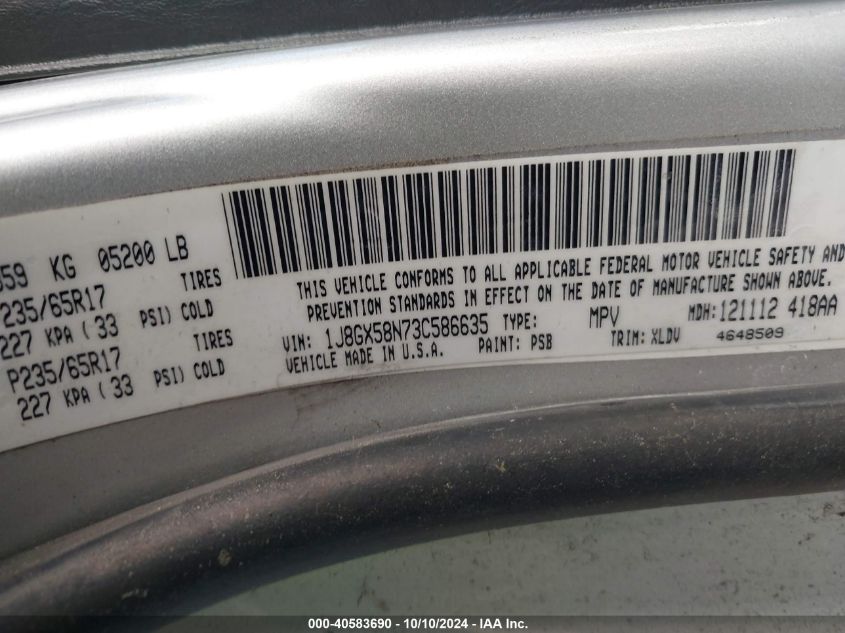 359 KG 05200 LB
P235/65R17 TIRES
227 KPA ( 33 PSI) COLD
P235/65R17 TIRES
227 KPA ( 33 PSI) COLD
THIS VEHICLE CONFORMS TO ALL APPLICABLE FEDERAL MOTOR VEHICLE SAFETY AND
PREVENTION STANDARDS IN EFFECT ON THE DATE OF MANUFACTURE SHOWN ABOVE.
VIN: 1J8GX58N73C586635 TYPE: MPV MDH: 121112 418AA
VEHICLE MADE IN U.S.A. PAINT: PSB TRIM: XLDV 4648509
000-40583690 - 10/10/2024 - IAA Inc.